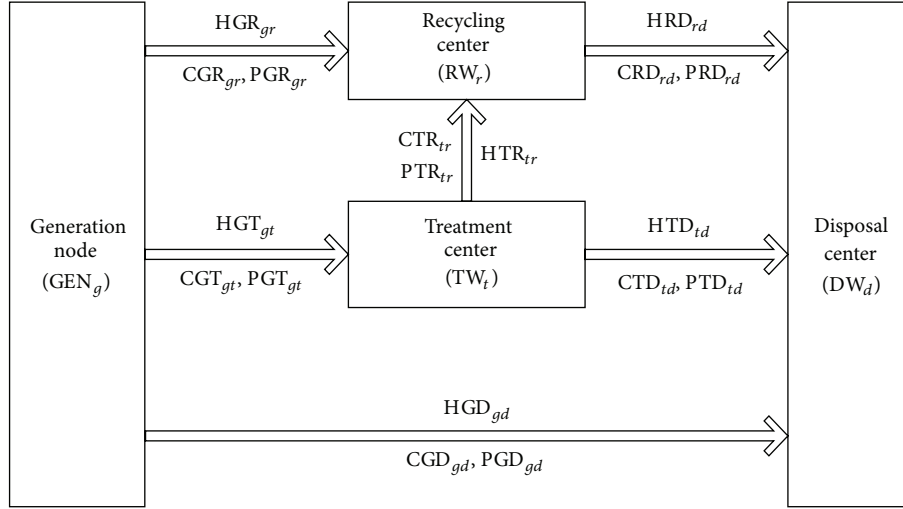 HGR_gr
CGR_gr, PGR_gr
Recycling
center
(RW_r)
HRD_rd
CRD_rd, PRD_rd
CTR_tr
PTR_tr
HTR_tr
Generation
node
(GEN_g)
HGT_gt
CGT_gt, PGT_gt
Treatment
center
(TW_t)
HTD_td
CTD_td, PTD_td
Disposal
center
(DW_d)
HGD_gd
CGD_gd, PGD_gd